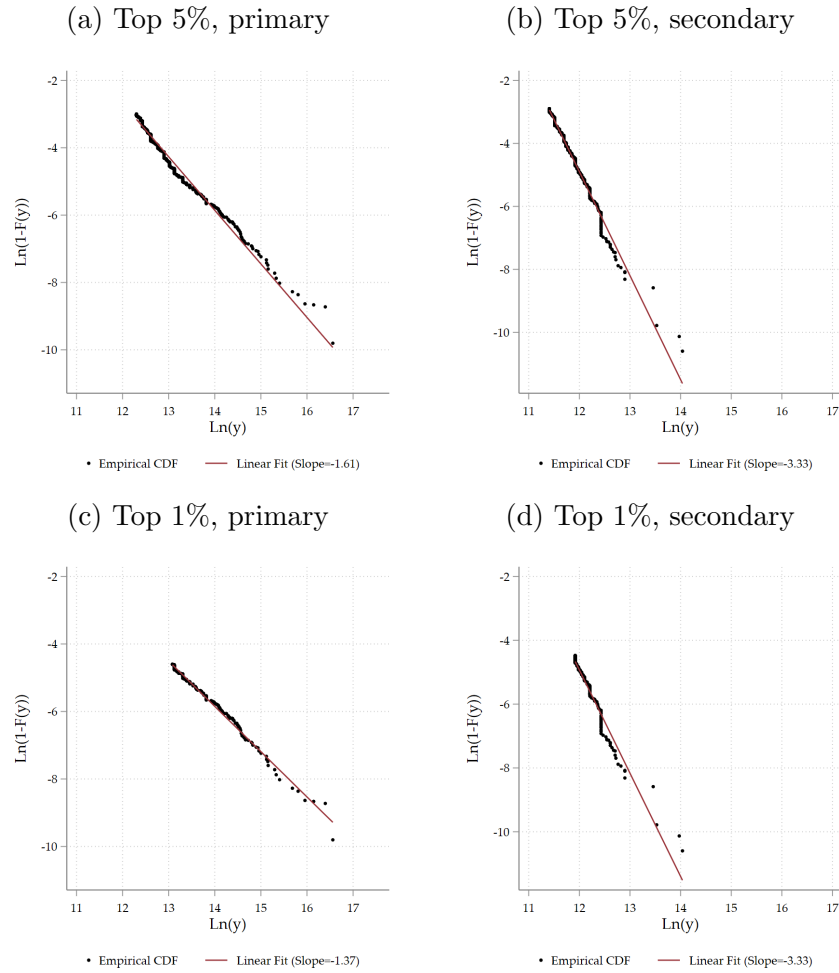 (a) Top 5%, primary
(b) Top 5%, secondary
-2
-4
-6
-8
-10
Ln(1-F(y))
11 12 13 14 15 16 17
Ln(y)
• Empirical CDF — Linear Fit (Slope=-1.61)
-2
-4
-6
-8
-10
Ln(1-F(y))
11 12 13 14 15 16 17
Ln(y)
• Empirical CDF — Linear Fit (Slope=-3.33)
(c) Top 1%, primary
(d) Top 1%, secondary
-2
-4
-6
-8
-10
Ln(1-F(y))
11 12 13 14 15 16 17
Ln(y)
• Empirical CDF — Linear Fit (Slope=-1.37)
-2
-4
-6
-8
-10
Ln(1-F(y))
11 12 13 14 15 16 17
Ln(y)
• Empirical CDF — Linear Fit (Slope=-3.33)